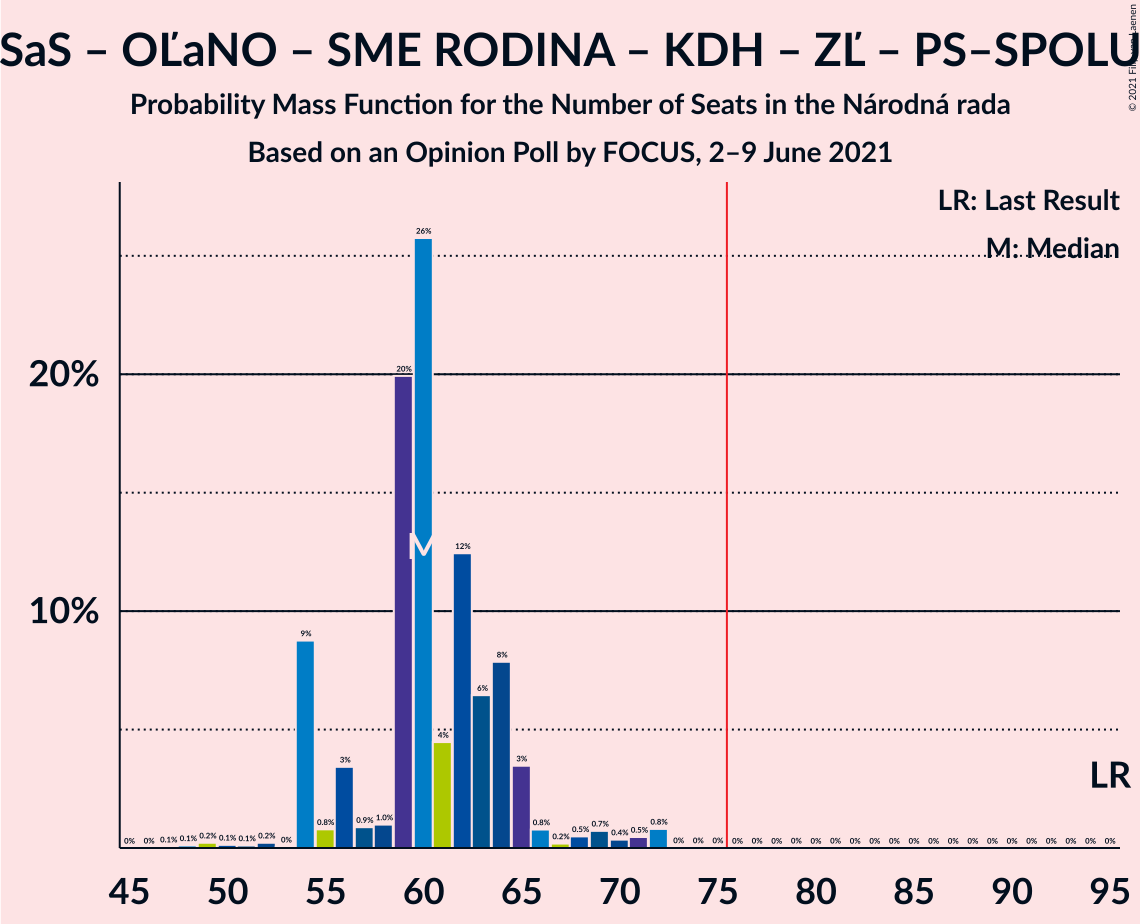 SaS – OĽaNO – SME RODINA – KDH – ZĽ – PS–SPOLU
Probability Mass Function for the Number of Seats in the Národná rada
Based on an Opinion Poll by FOCUS, 2–9 June 2021
© 2021 Filip van Laenen
LR: Last Result
M: Median
20%
10%
0% 0% 0.1% 0.1% 0.2% 0.1% 0.1% 0.2% 0% 9% 0.8% 3% 0.9% 1.0% 20% 26% 4% 12% 6% 8% 3% 0.8% 0.2% 0.5% 0.7% 0.4% 0.5% 0.8% 0% 0% 0% 0% 0% 0% 0% 0% 0% 0% 0% 0% 0% 0% 0% 0% 0% 0% 0% 0% 0% 0% 0%
M
LR
45 50 55 60 65 70 75 80 85 90 95